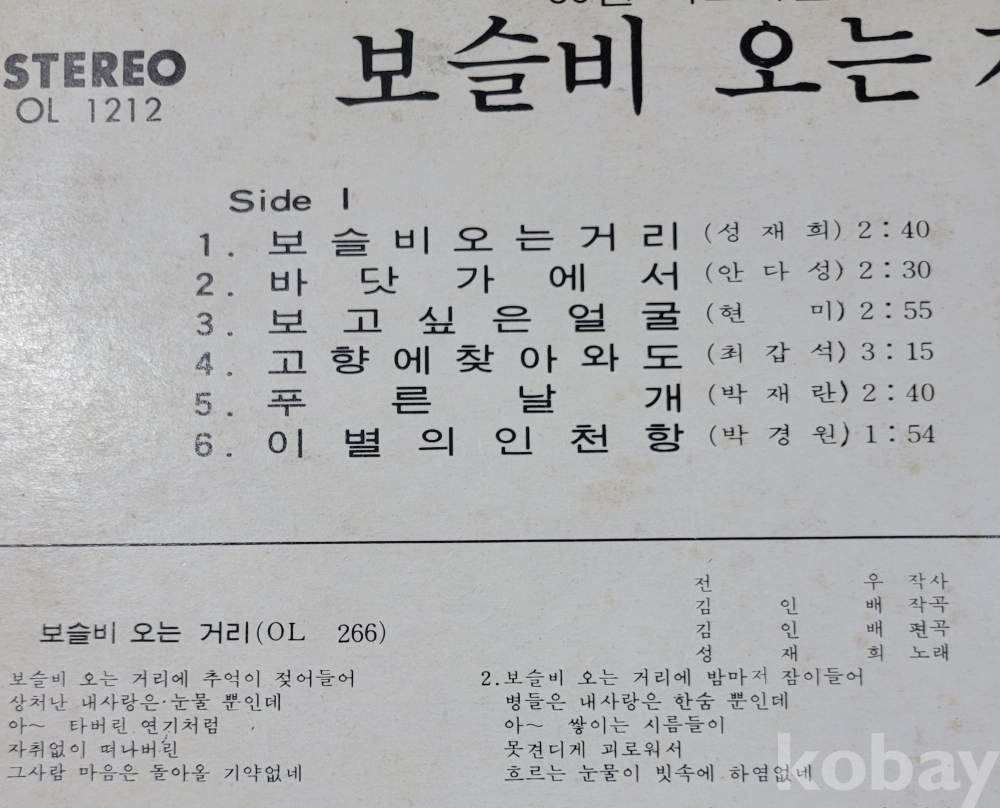 STEREO
OL 1212
보슬비 오는
Side 1
1. 보슬비오는거리 (성재희) 2:40
2. 바닷가에서 (안다성) 2:30
3. 보고싶은얼굴 (현 미) 2:55
4. 고향에찾아와도 (최갑석) 3:15
5. 푸른날개 (박재란) 2:40
6. 이별의인천항 (박경원) 1:54
전 우 작사
김 인 배 작곡
김 인 배 편곡
성 재 희 노래
보슬비 오는 거리(OL 266)
보슬비 오는 거리에 추억이 젖어들어
상처난 내사랑은·눈물 뿐인데
아~ 타버린 연기처럼
자취없이 떠나버린
그사람 마음은 돌아올 기약없네
2.보슬비 오는 거리에 밤마저 잠이들어
병들은 내사랑은 한숨 뿐인데
아~ 쌓이는 시름들이
못견디게 괴로워서
흐르는 눈물이 빗속에 하염없네
kobay